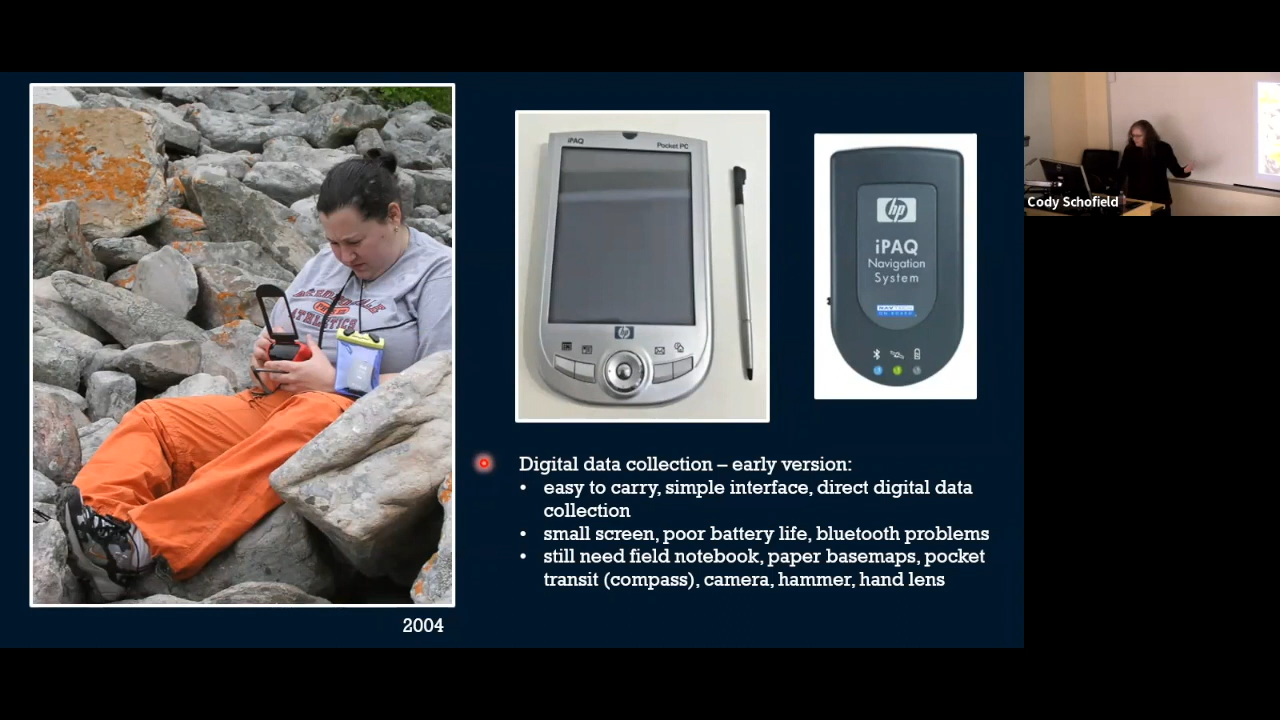 iPAQ
Pocket PC
hp
hp
iPAQ
Navigation
System
ATHLETICS
Cody Schofield
Digital data collection – early version:
• easy to carry, simple interface, direct digital data
collection
• small screen, poor battery life, bluetooth problems
• still need field notebook, paper basemaps, pocket
transit (compass), camera, hammer, hand lens
2004